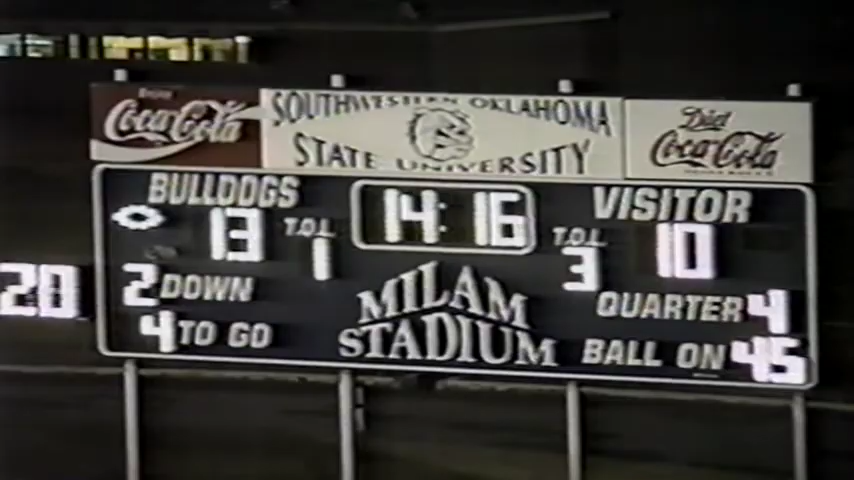 Enjoy
Coca-Cola
SOUTHWESTERN OKLAHOMA
STATE UNIVERSITY
Diet
Coca-Cola
BULLDOGS
14:16
VISITOR
13
T.O.L.
1
T.O.L.
3
10
20
2 DOWN
MILAM
STADIUM
QUARTER 4
4 TO GO
BALL ON 45